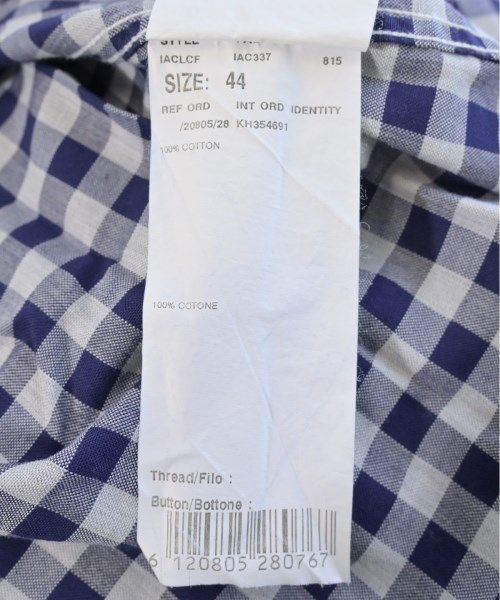 STYLE
IACLCF IAC337 815
SIZE: 44
REF ORD INT ORD IDENTITY
/20805/28 KH354691
100% COTTON
100% COTONE
Thread/Filo :
Button/Bottone :
6 120805 280767